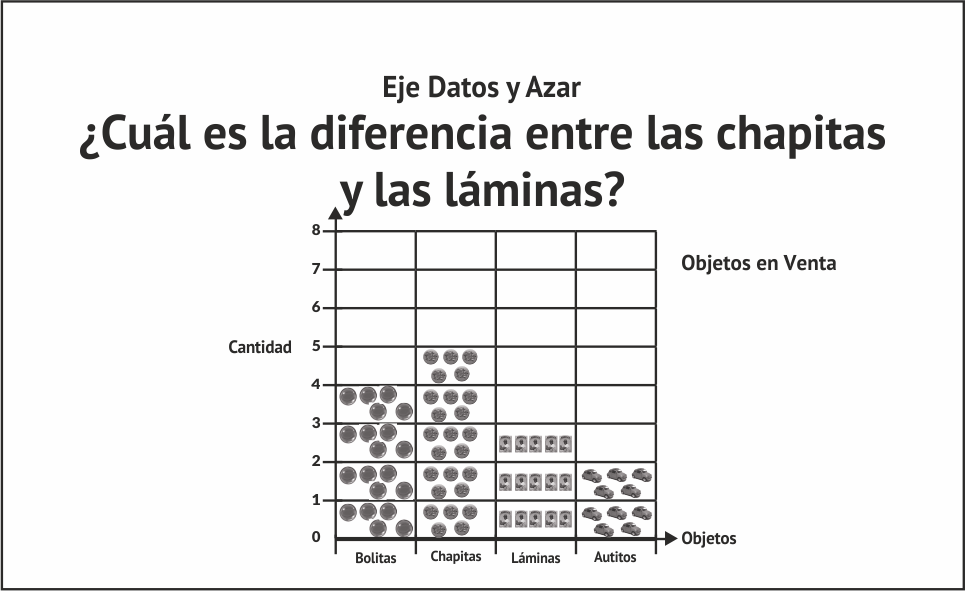 Eje Datos y Azar
¿Cuál es la diferencia entre las chapitas
y las láminas?
8
7
Objetos en Venta
6
Cantidad
5
4
3
2
1
0
Objetos
Bolitas
Chapitas
Láminas
Autitos